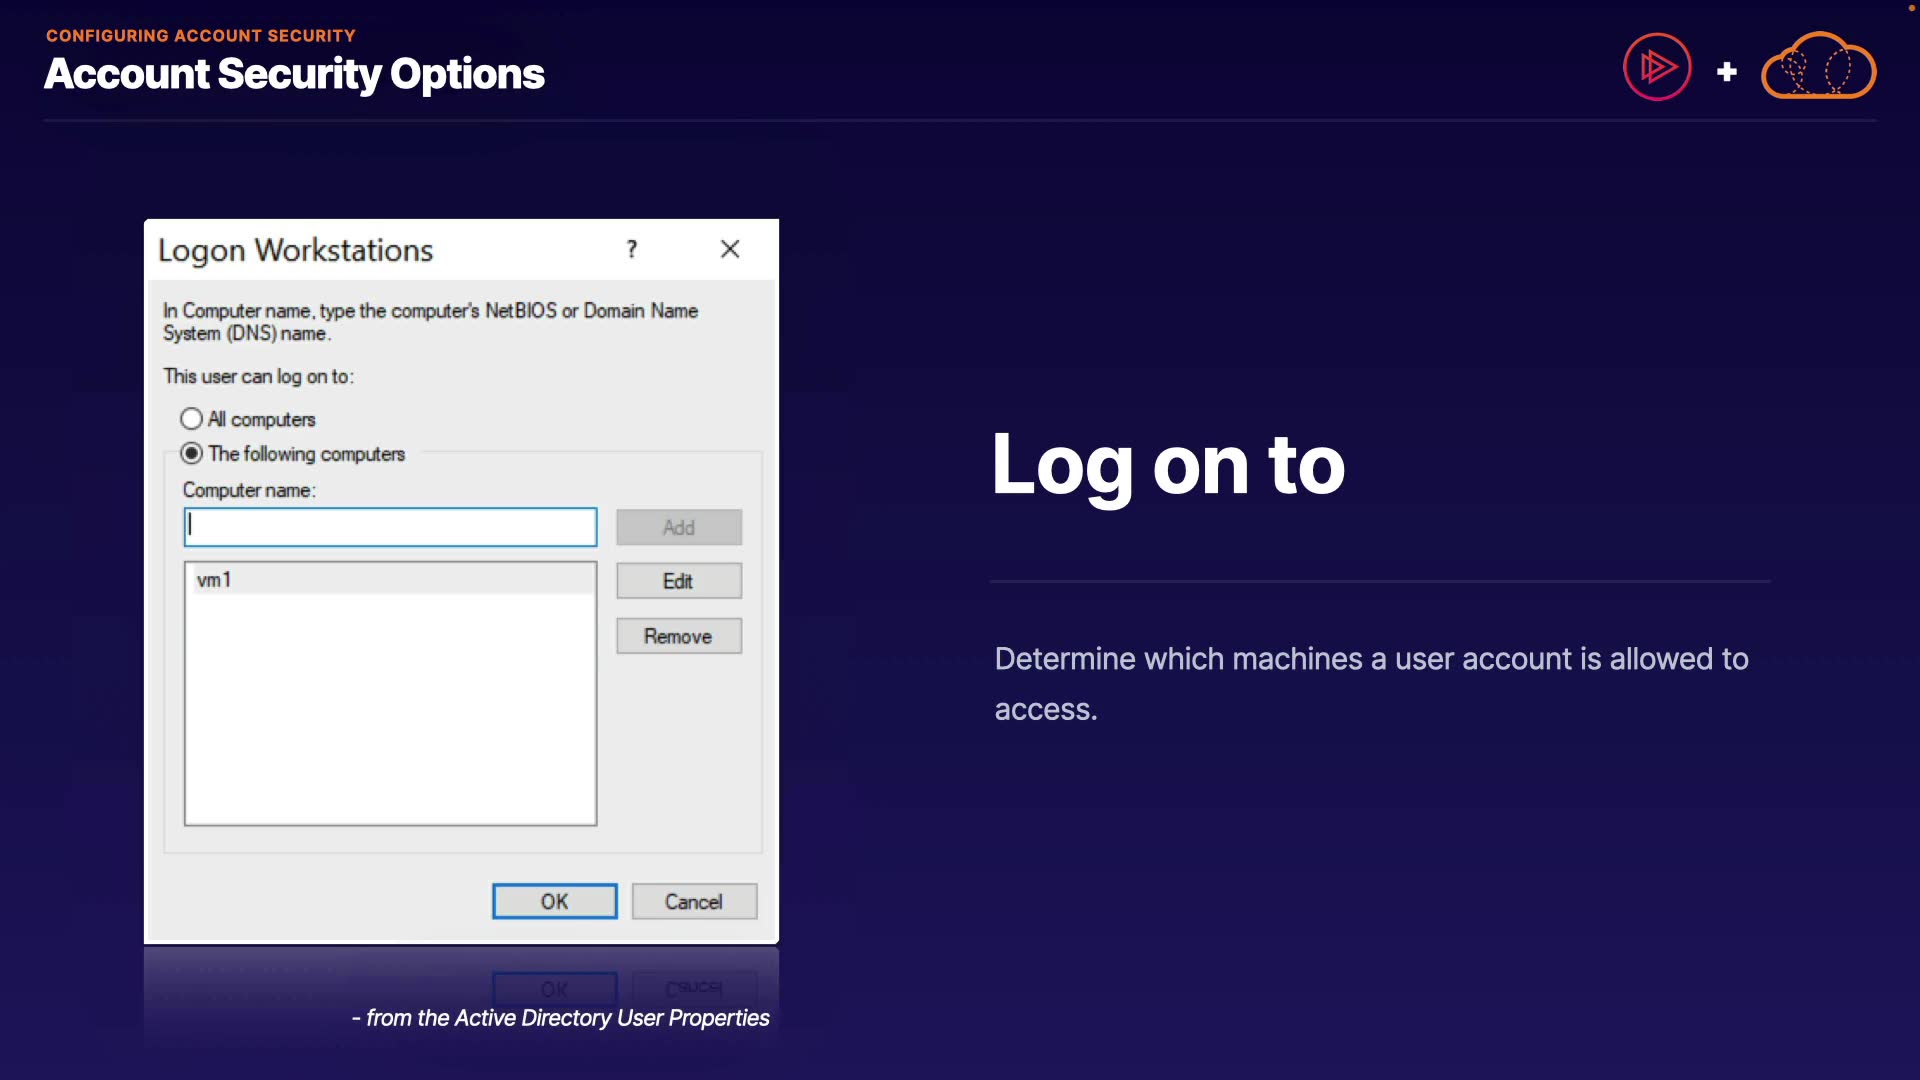 CONFIGURING ACCOUNT SECURITY
Account Security Options
+
Logon Workstations
?
In Computer name, type the computer's NetBIOS or Domain Name
System (DNS) name.
This user can log on to:
All computers
The following computers
Computer name:
Add
vm1
Edit
Remove
OK
Cancel
OK
Cancel
- from the Active Directory User Properties
Log on to
Determine which machines a user account is allowed to
access.